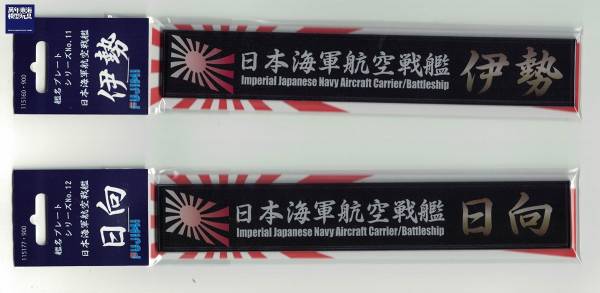 艦名プレート
シリーズNo.11
日本海軍航空戦艦
伊勢
115160・900
FUJIMI
日本海軍航空戦艦
Imperial Japanese Navy Aircraft Carrier/Battleship
伊勢
艦名プレート
シリーズNo.12
日本海軍航空戦艦
日向
115177・900
FUJIMI
日本海軍航空戦艦
Imperial Japanese Navy Aircraft Carrier/Battleship
日向